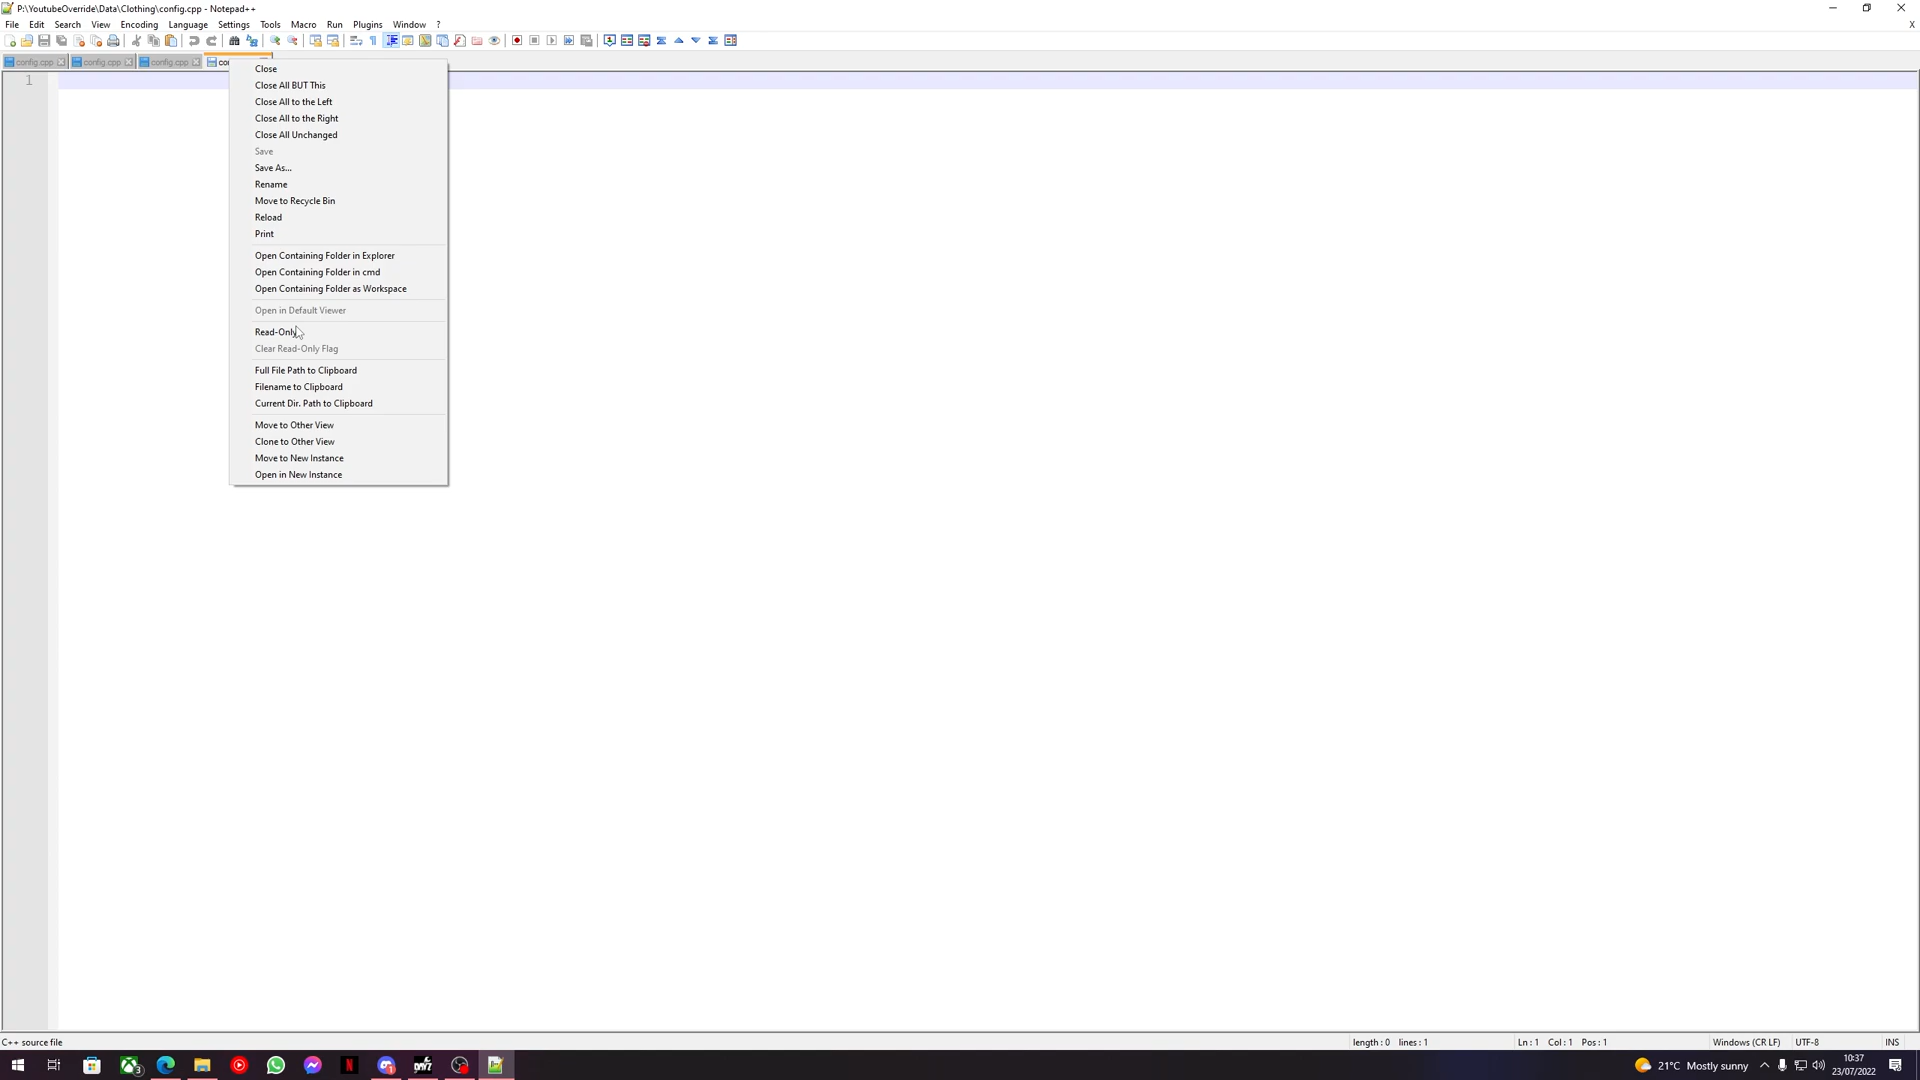 P:\YoutubeOverride\Data\Clothing\config.cpp - Notepad++
File Edit Search View Encoding Language Settings Tools Macro Run Plugins Window ? X
config.cpp config.cpp config.cpp con
1
Close
Close All BUT This
Close All to the Left
Close All to the Right
Close All Unchanged
Save
Save As...
Rename
Move to Recycle Bin
Reload
Print
Open Containing Folder in Explorer
Open Containing Folder in cmd
Open Containing Folder as Workspace
Open in Default Viewer
Read-Only
Clear Read-Only Flag
Full File Path to Clipboard
Filename to Clipboard
Current Dir. Path to Clipboard
Move to Other View
Clone to Other View
Move to New Instance
Open in New Instance
C++ source file length : 0 lines : 1 Ln : 1 Col : 1 Pos : 1 Windows (CR LF) UTF-8 INS
3 N DAYZ 21°C Mostly sunny 10:37
23/07/2022